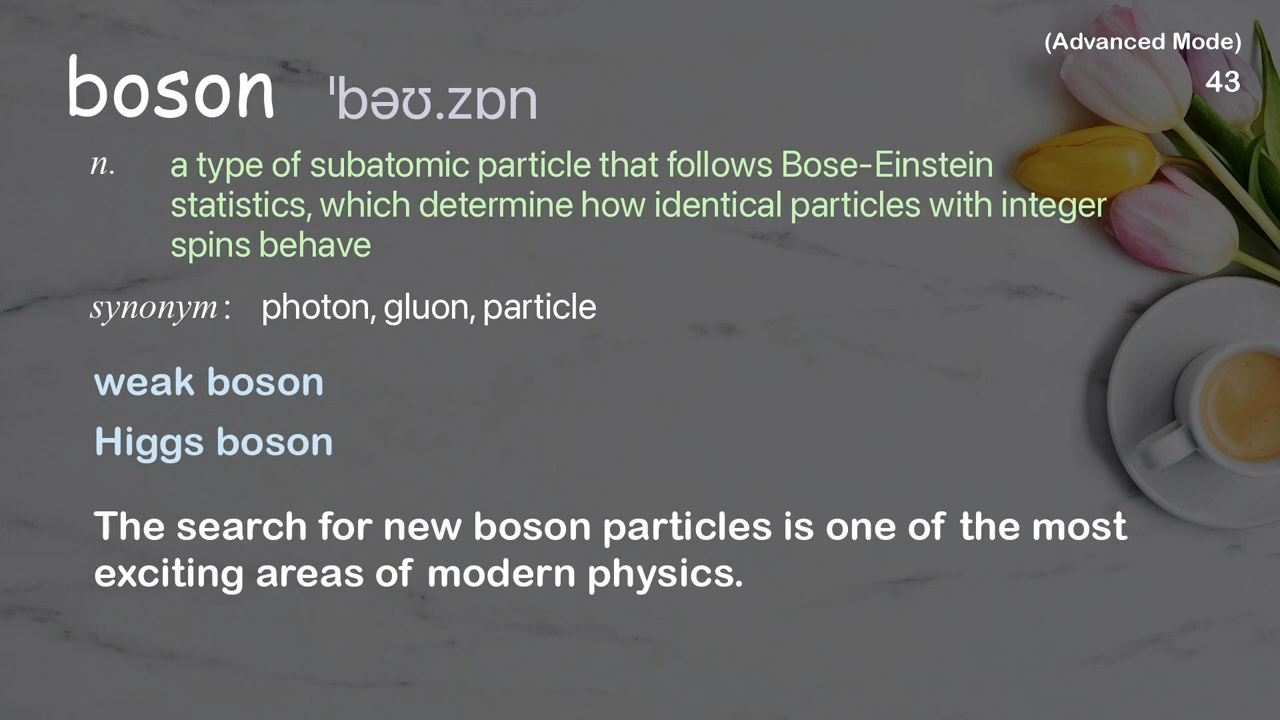 (Advanced Mode)
43
boson ˈbəʊ.zɒn
n. a type of subatomic particle that follows Bose-Einstein
statistics, which determine how identical particles with integer
spins behave
synonym: photon, gluon, particle
weak boson
Higgs boson
The search for new boson particles is one of the most
exciting areas of modern physics.